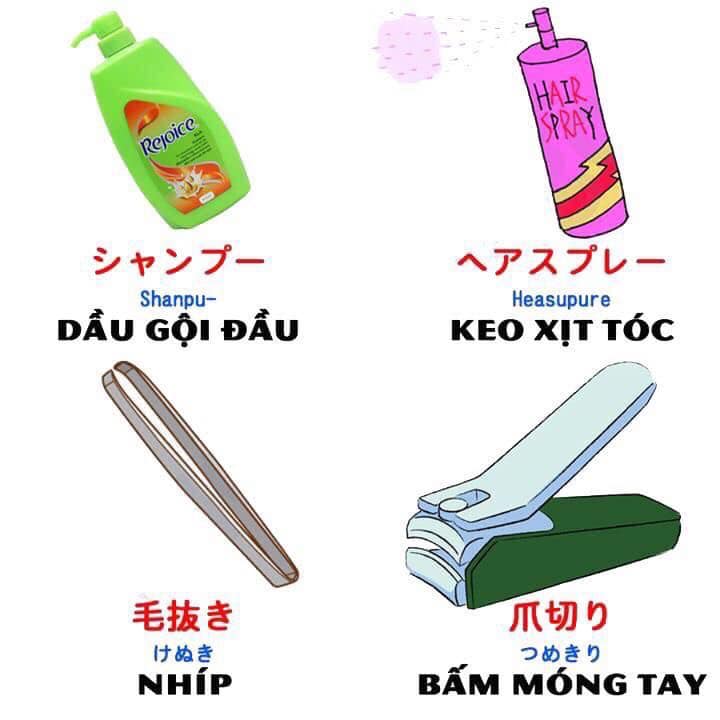 Rejoice
HAIR
SPRAY
シャンプー
ヘアスプレー
Shanpu-
Heasupure
DẦU GỘI ĐẦU
KEO XỊT TÓC
毛抜き
爪切り
けぬき
つめきり
NHÍP
BẤM MÓNG TAY